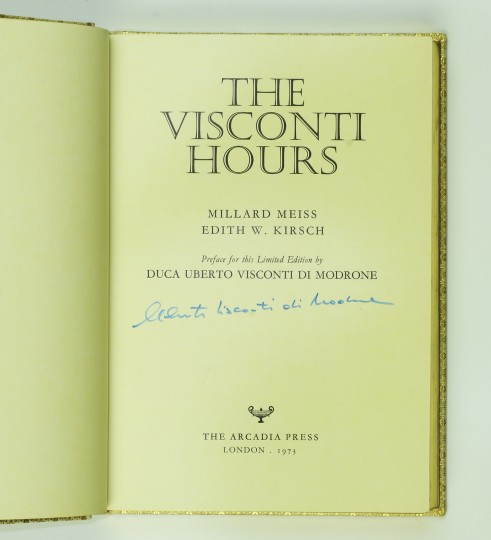 THE
VISCONTI
HOURS
MILLARD MEISS
EDITH W. KIRSCH
Preface for this Limited Edition by
DUCA UBERTO VISCONTI DI MODRONE
Uberto Visconti di Modrone
THE ARCADIA PRESS
LONDON . 1973